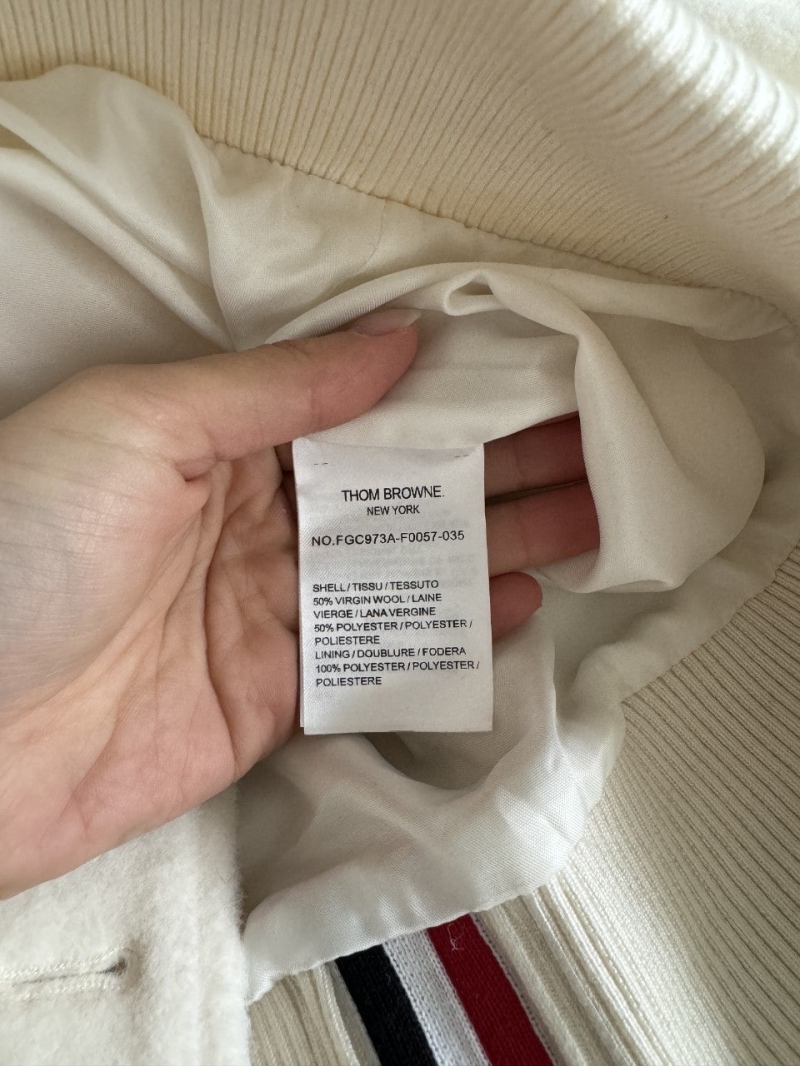 THOM BROWNE.
NEW YORK
NO.FGC973A-F0057-035
SHELL / TISSU / TESSUTO
50% VIRGIN WOOL / LAINE
VIERGE / LANA VERGINE
50% POLYESTER / POLYESTER /
POLIESTERE
LINING / DOUBLURE / FODERA
100% POLYESTER / POLYESTER /
POLIESTERE